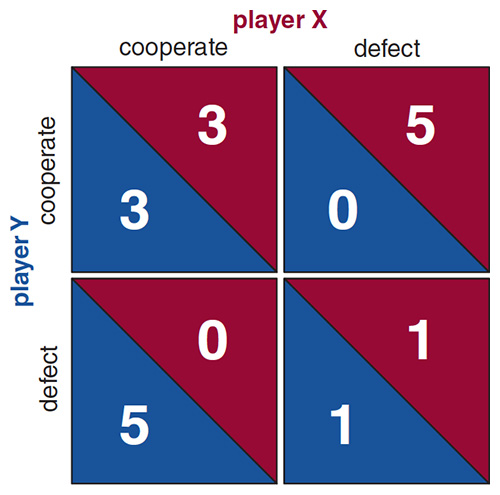 player X
cooperate defect
player Y
cooperate
3 5
3 0
defect
0 1
5 1